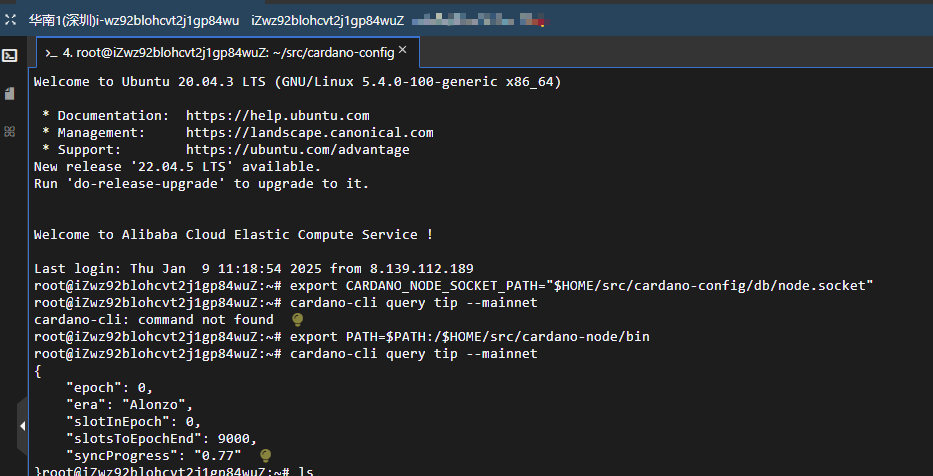 华南1(深圳)i-wz92blohcvt2j1gp84wu iZwz92blohcvt2j1gp84wuZ
>_ 4. root@iZwz92blohcvt2j1gp84wuZ: ~/src/cardano-config ×
Welcome to Ubuntu 20.04.3 LTS (GNU/Linux 5.4.0-100-generic x86_64)
* Documentation:  https://help.ubuntu.com
* Management:     https://landscape.canonical.com
* Support:        https://ubuntu.com/advantage
New release '22.04.5 LTS' available.
Run 'do-release-upgrade' to upgrade to it.
Welcome to Alibaba Cloud Elastic Compute Service !
Last login: Thu Jan  9 11:18:54 2025 from 8.139.112.189
root@iZwz92blohcvt2j1gp84wuZ:~# export CARDANO_NODE_SOCKET_PATH="$HOME/src/cardano-config/db/node.socket"
root@iZwz92blohcvt2j1gp84wuZ:~# cardano-cli query tip --mainnet
cardano-cli: command not found
root@iZwz92blohcvt2j1gp84wuZ:~# export PATH=$PATH:/$HOME/src/cardano-node/bin
root@iZwz92blohcvt2j1gp84wuZ:~# cardano-cli query tip --mainnet
{
    "epoch": 0,
    "era": "Alonzo",
    "slotInEpoch": 0,
    "slotsToEpochEnd": 9000,
    "syncProgress": "0.77"
}root@iZwz92blohcvt2j1gp84wuZ:~# ls